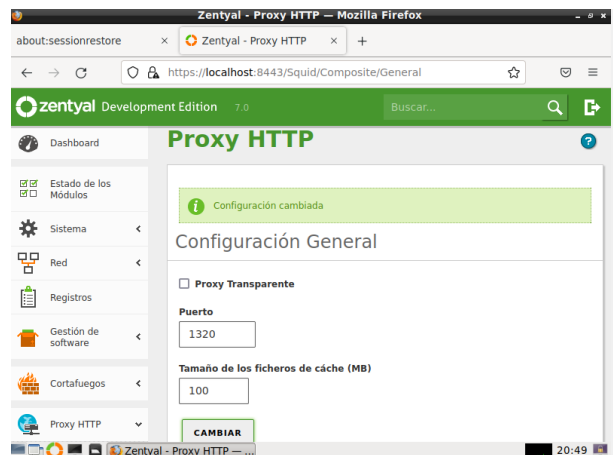 Zentyal - Proxy HTTP — Mozilla Firefox
about:sessionrestore
Zentyal - Proxy HTTP
https://localhost:8443/Squid/Composite/General
zentyal Development Edition 7.0
Buscar...
Dashboard
Estado de los
Módulos
Sistema
Red
Registros
Gestión de
software
Cortafuegos
Proxy HTTP
Proxy HTTP
Configuración cambiada
Configuración General
Proxy Transparente
Puerto
1320
Tamaño de los ficheros de cáche (MB)
100
CAMBIAR
Zentyal - Proxy HTTP — ...
20:49